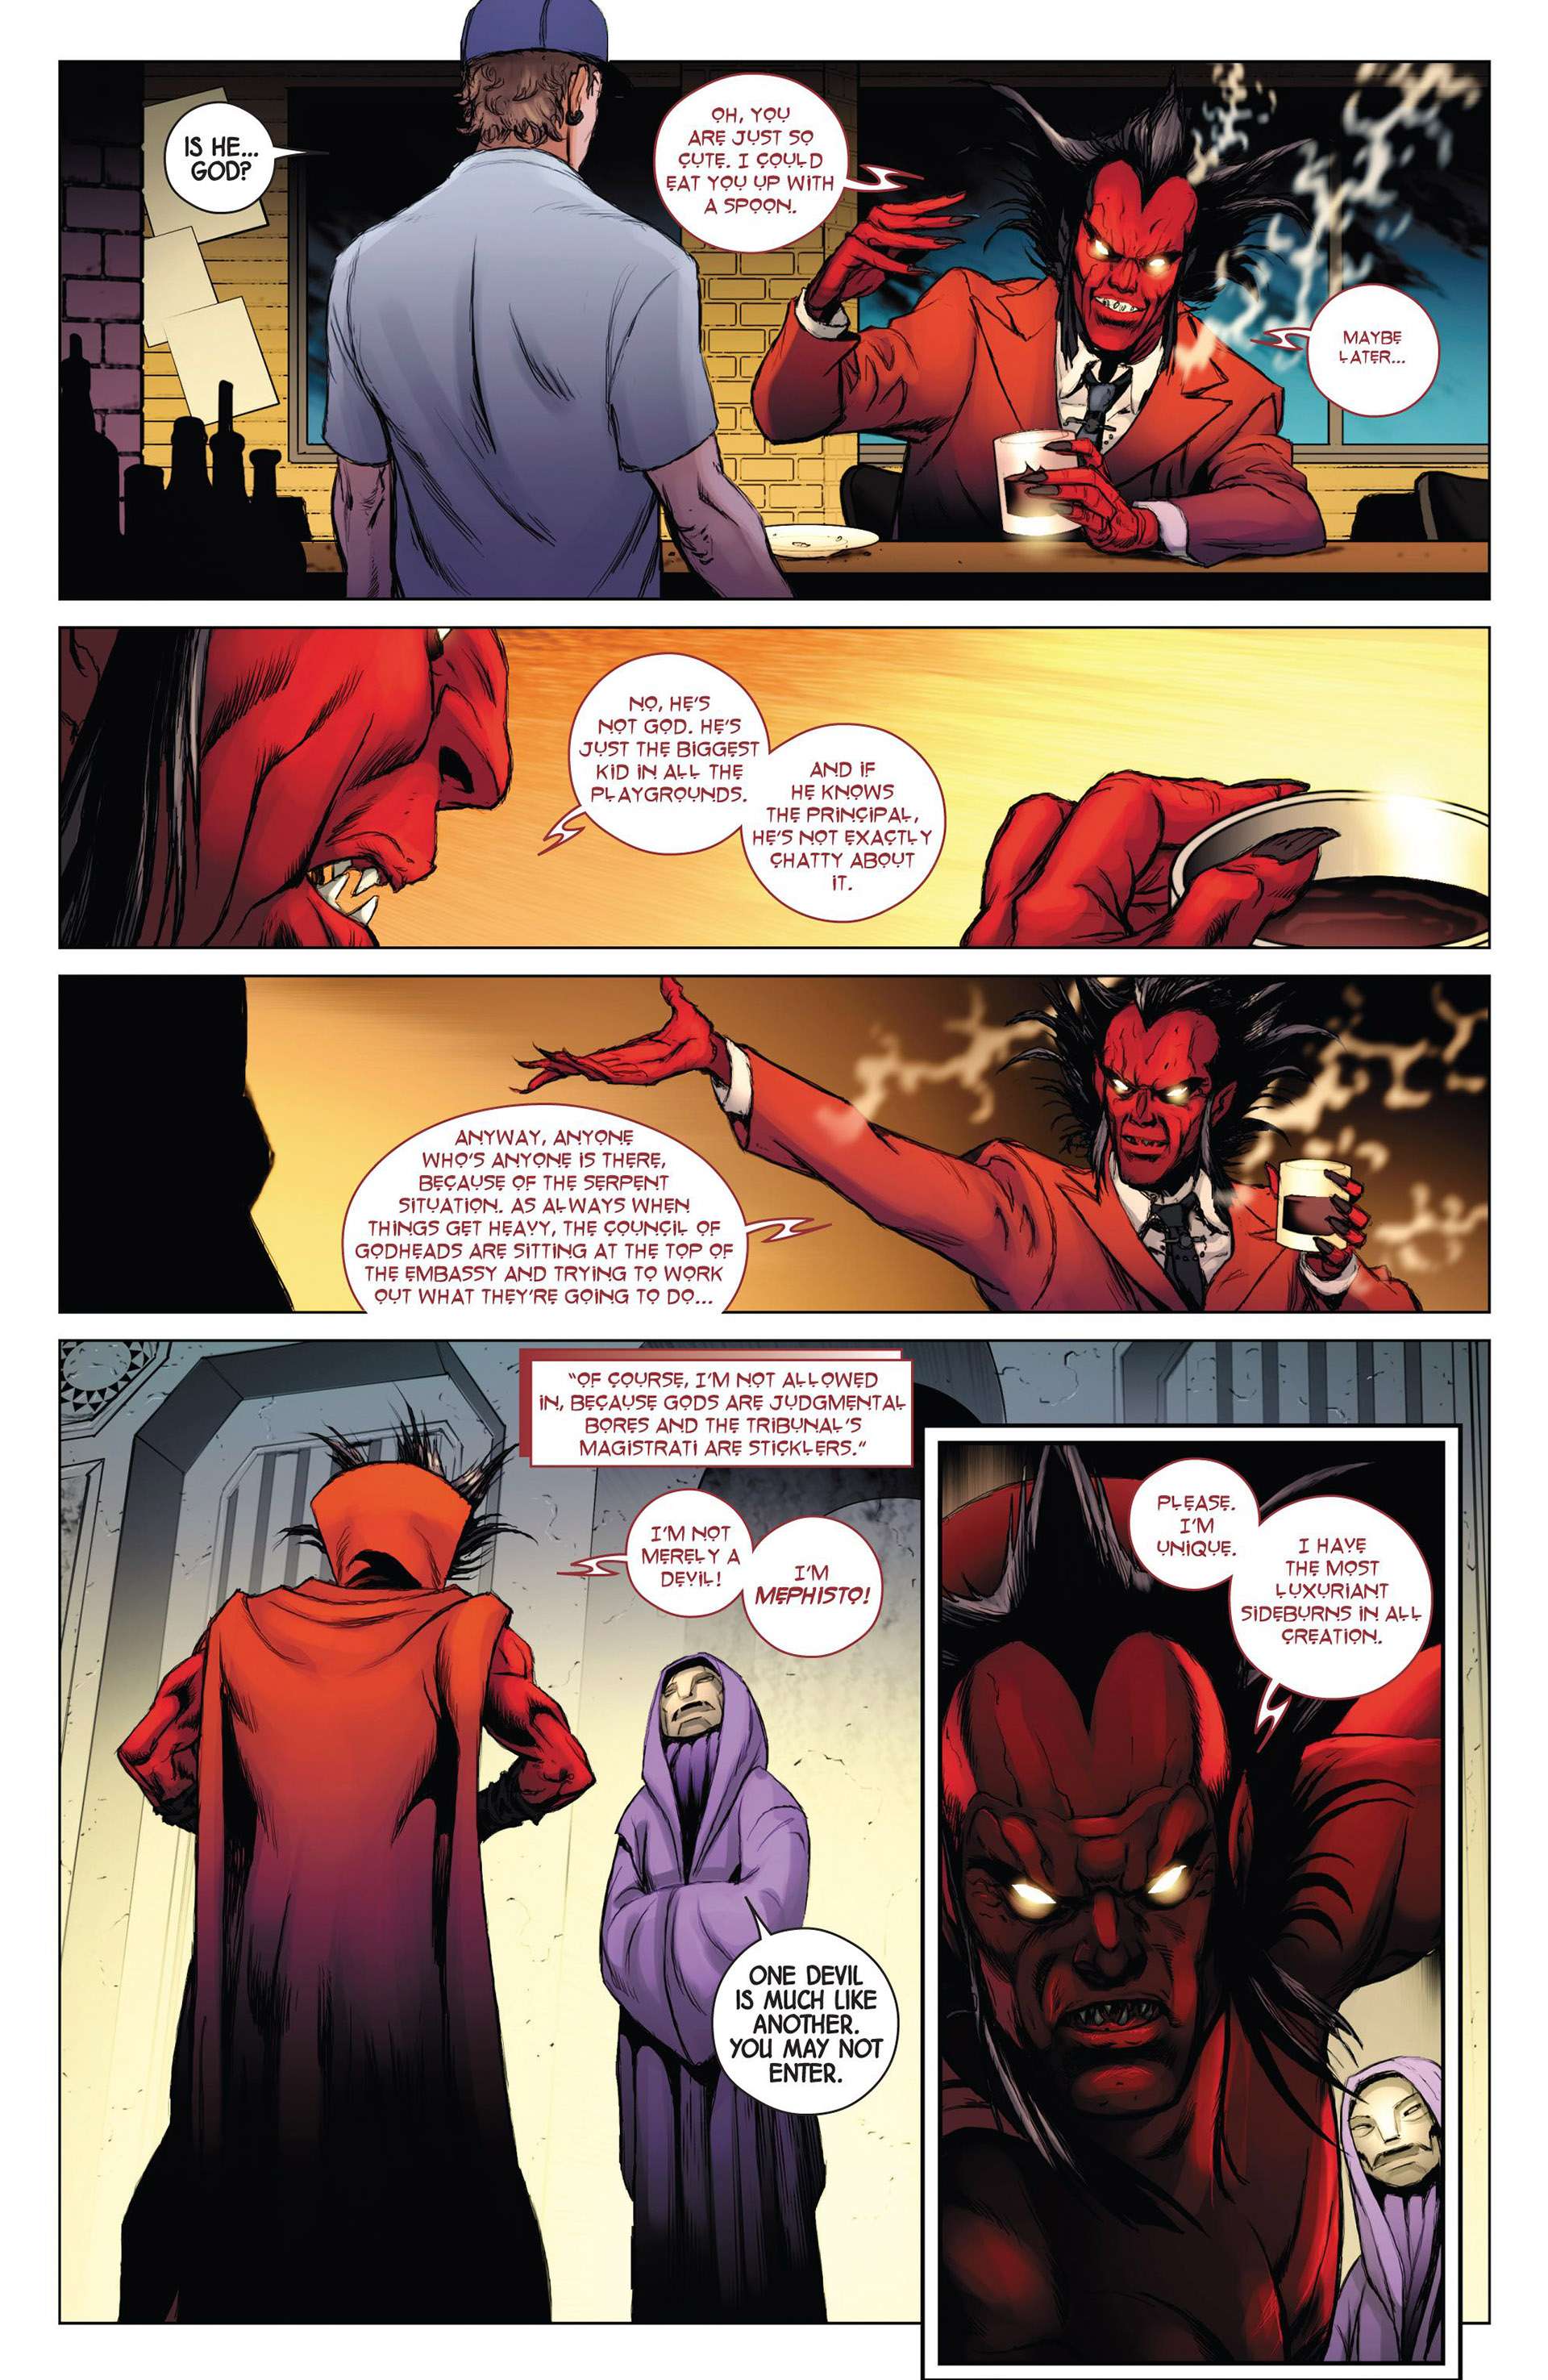 IS HE...
GOD?
OH, YOU
ARE JUST SO
CUTE. I COULD
EAT YOU UP WITH
A SPOON.
MAYBE
LATER...
NO, HE'S
NOT GOD. HE'S
JUST THE BIGGEST
KID IN ALL THE
PLAYGROUNDS.
AND IF
HE KNOWS
THE PRINCIPAL,
HE'S NOT EXACTLY
CHATTY ABOUT
IT.
ANYWAY, ANYONE
WHO'S ANYONE IS THERE,
BECAUSE OF THE SERPENT
SITUATION. AS ALWAYS WHEN
THINGS GET HEAVY, THE COUNCIL OF
GODHEADS ARE SITTING AT THE TOP OF
THE EMBASSY AND TRYING TO WORK
OUT WHAT THEY'RE GOING TO DO...
"OF COURSE, I'M NOT ALLOWED
IN, BECAUSE GODS ARE JUDGMENTAL
BORES AND THE TRIBUNAL'S
MAGISTRATI ARE STICKLERS."
I'M NOT
MERELY A
DEVIL!
I'M
MEPHISTO!
ONE DEVIL
IS MUCH LIKE
ANOTHER.
YOU MAY NOT
ENTER.
PLEASE.
I'M
UNIQUE.
I HAVE
THE MOST
LUXURIANT
SIDEBURNS IN ALL
CREATION.